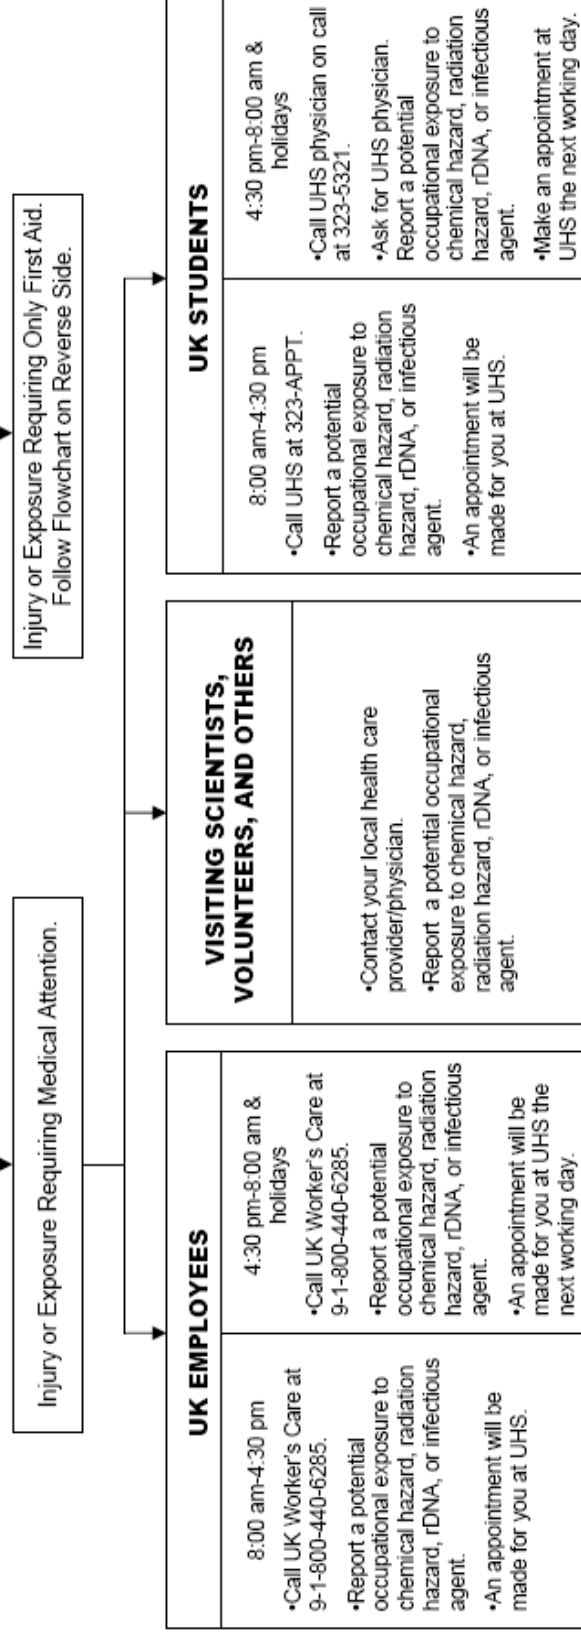 Injury or Exposure Requiring Medical Attention.
Injury or Exposure Requiring Only First Aid.
Follow Flowchart on Reverse Side.
UK EMPLOYEES
8:00 am-4:30 pm
•Call UK Worker's Care at
9-1-800-440-6285.
•Report a potential
occupational exposure to
chemical hazard, radiation
hazard, rDNA, or infectious
agent.
•An appointment will be
made for you at UHS.
4:30 pm-8:00 am &
holidays
•Call UK Worker's Care at
9-1-800-440-6285.
•Report a potential
occupational exposure to
chemical hazard, radiation
hazard, rDNA, or infectious
agent.
•An appointment will be
made for you at UHS the
next working day.
VISITING SCIENTISTS,
VOLUNTEERS, AND OTHERS
•Contact your local health care
provider/physician.
•Report a potential occupational
exposure to chemical hazard,
radiation hazard, rDNA, or infectious
agent.
UK STUDENTS
8:00 am-4:30 pm
•Call UHS at 323-APPT.
•Report a potential
occupational exposure to
chemical hazard, radiation
hazard, rDNA, or infectious
agent.
•An appointment will be
made for you at UHS.
4:30 pm-8:00 am &
holidays
•Call UHS physician on call
at 323-5321.
•Ask for UHS physician.
Report a potential
occupational exposure to
chemical hazard, radiation
hazard, rDNA, or infectious
agent.
•Make an appointment at
UHS the next working day.